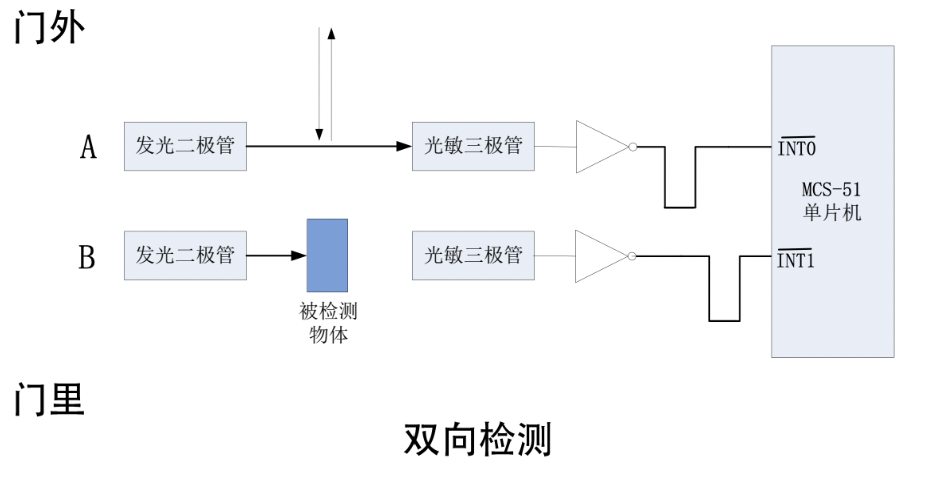 门外
A
发光二极管
光敏三极管
INT0
MCS-51
单片机
B
发光二极管
光敏三极管
INT1
被检测
物体
门里
双向检测